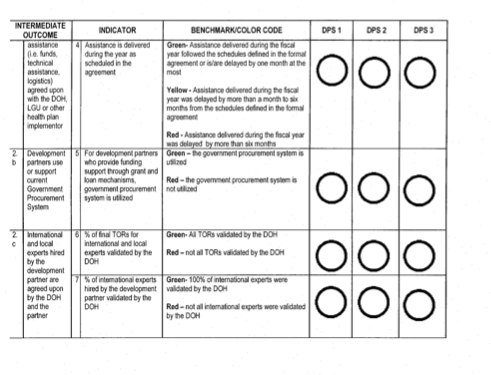 INTERMEDIATE OUTCOME
INDICATOR
BENCHMARK/COLOR CODE
DPS 1
DPS 2
DPS 3
assistance
(i.e. funds,
technical
assistance,
logistics)
agreed upon
with the DOH,
LGU or other
health plan
implementor
4
Assistance is delivered
during the year as
scheduled in the
agreement
Green- Assistance delivered during the fiscal
year followed the schedules defined in the formal
agreement or is/are delayed by one month at the
most
Yellow - Assistance delivered during the fiscal
year was delayed by more than a month to six
months from the schedules defined in the formal
agreement
Red - Assistance delivered during the fiscal year
was delayed by more than six months
2.
b
Development
partners use
or support
current
Government
Procurement
System
5
For development partners
who provide funding
support through grant and
loan mechanisms,
government procurement
system is utilized
Green – the government procurement system is
utilized
Red – the government procurement system is
not utilized
2.
c
International
and local
experts hired
by the
development
partner are
agreed upon
by the DOH
and the
partner
6
% of final TORs for
international and local
experts validated by the
DOH
Green- All TORs validated by the DOH
Red – not all TORs validated by the DOH
7
% of international experts
hired by the development
partner validated by the
DOH
Green- 100% of international experts were
validated by the DOH
Red – not all international experts were validated
by the DOH